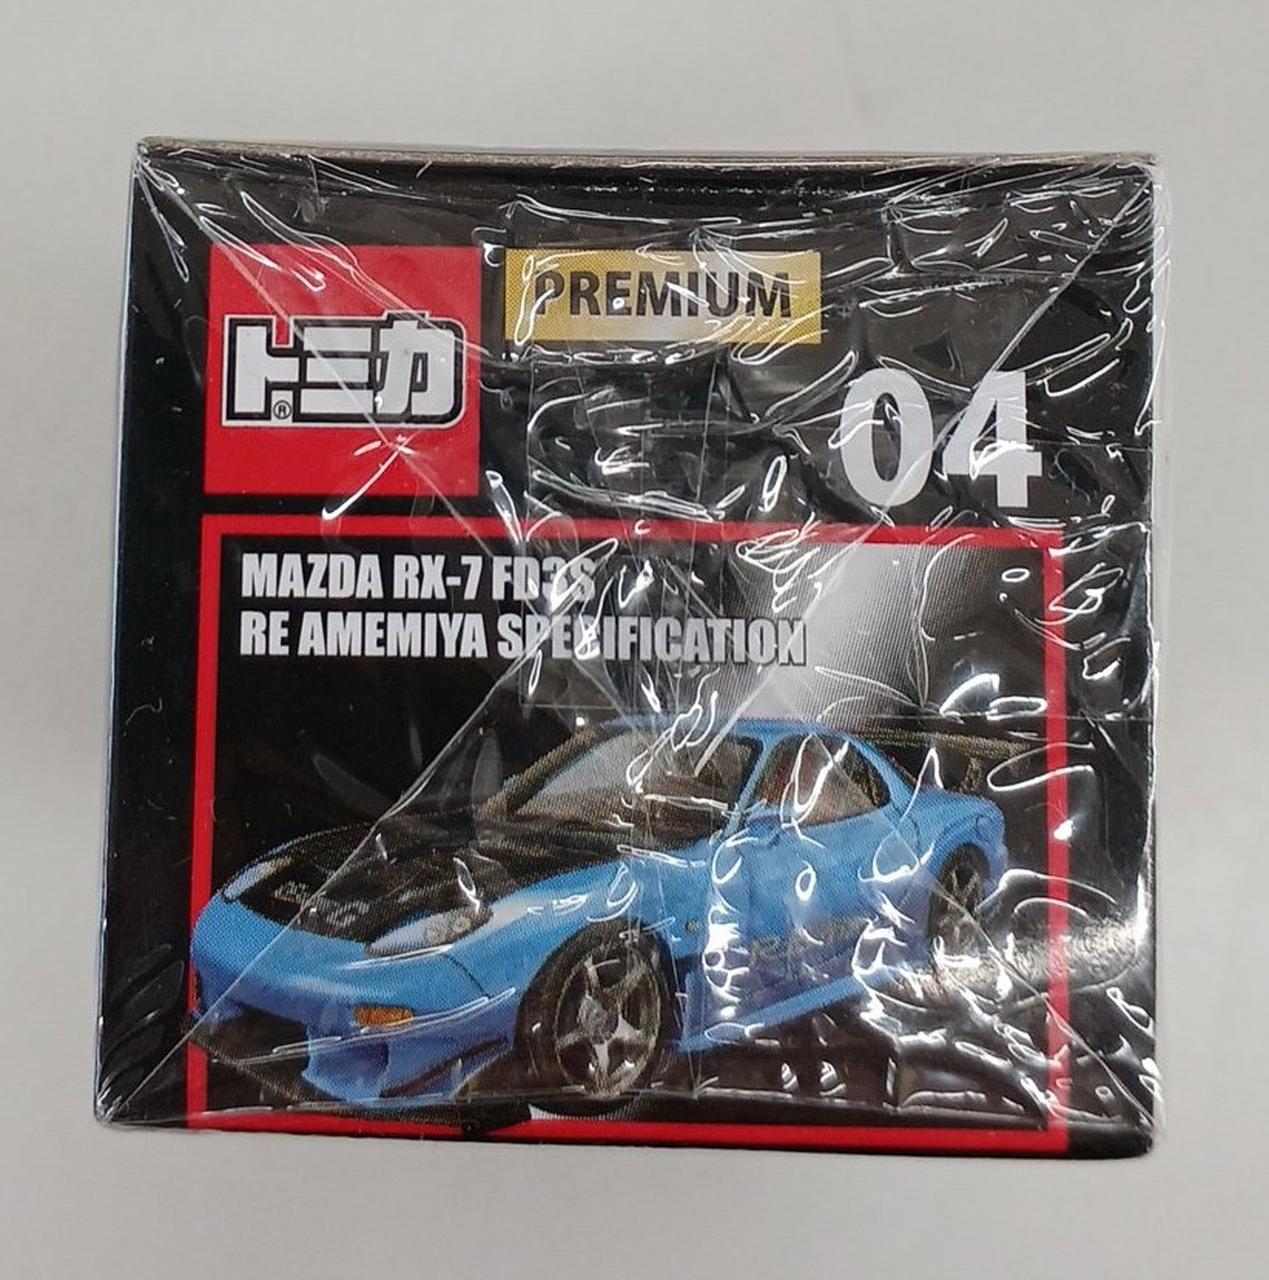 トミカ®
PREMIUM
04
MAZDA RX-7 FD3S
RE AMEMIYA SPECIFICATION